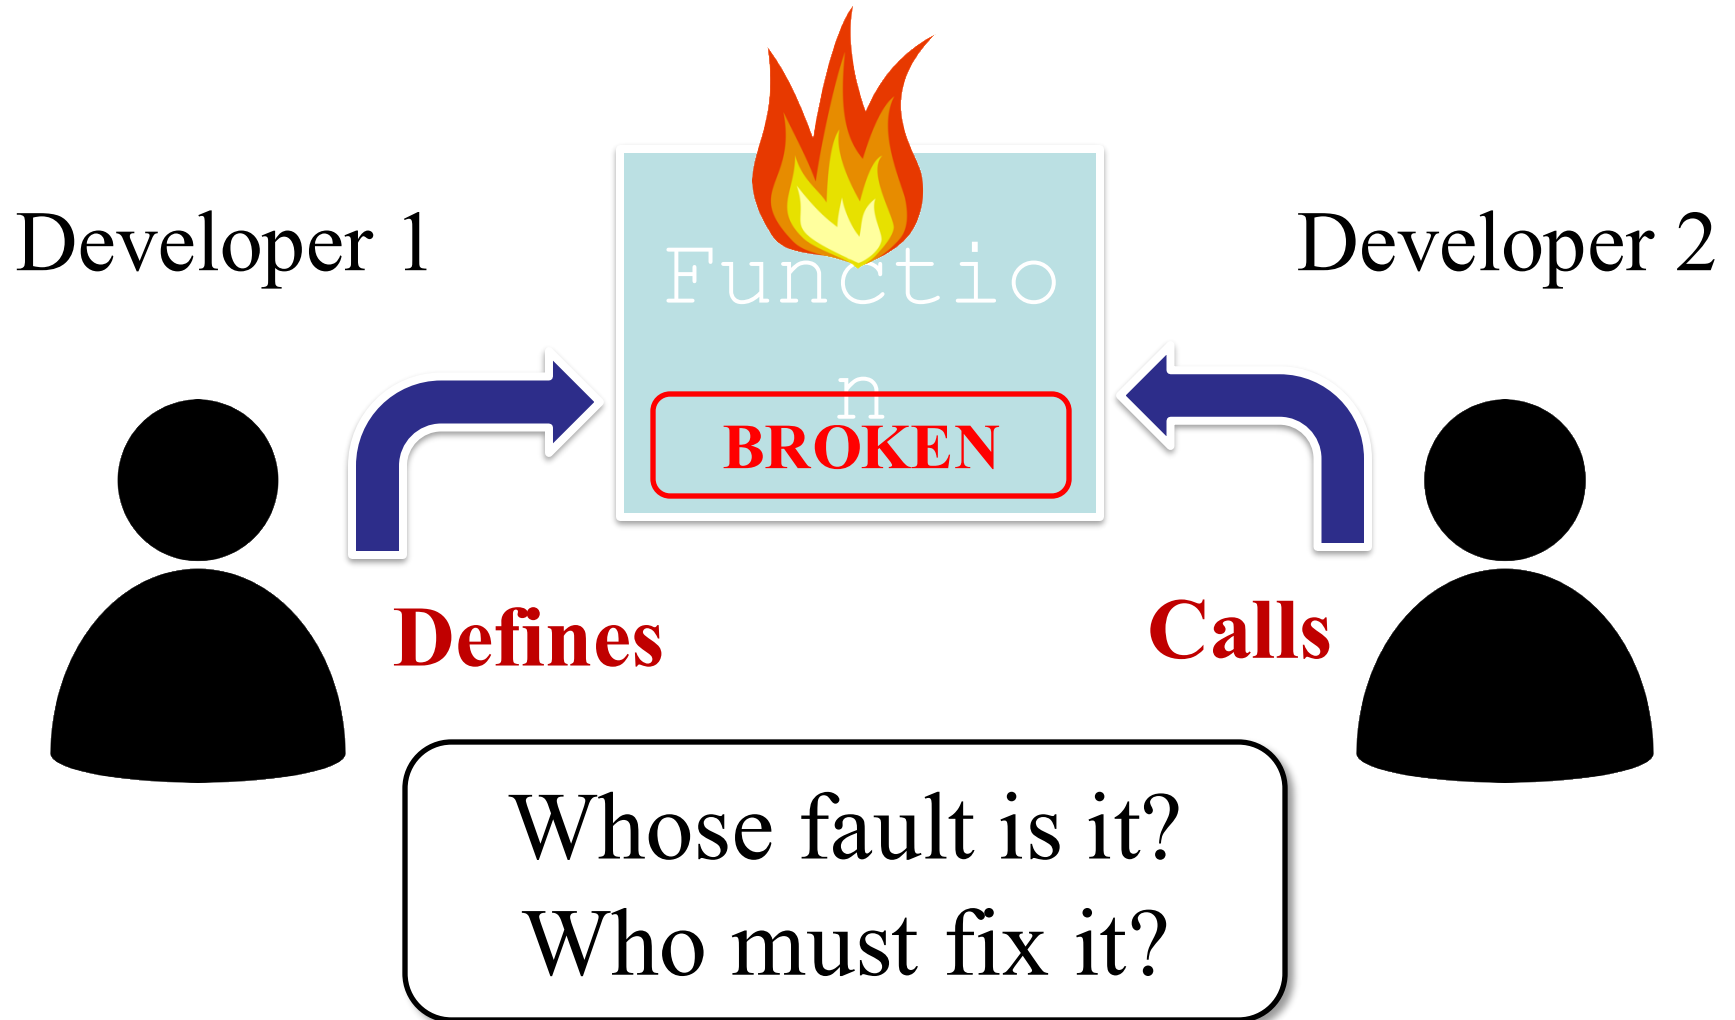 Developer 1
Functio
n
BROKEN
Developer 2
Defines
Calls
Whose fault is it?
Who must fix it?